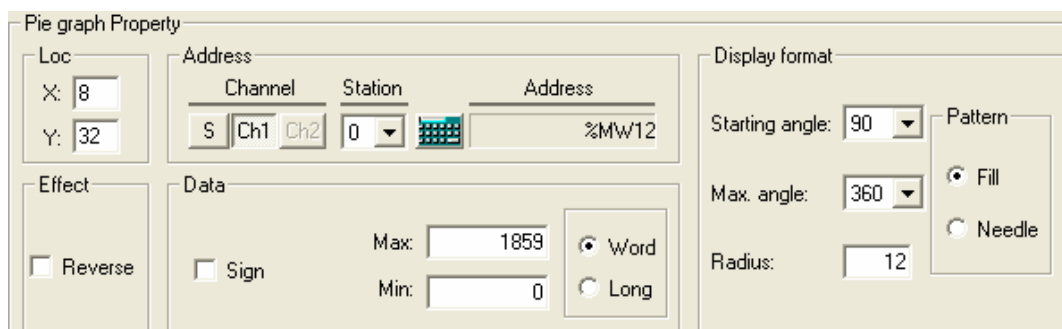 Pie graph Property
Loc
X: 8
Y: 32
Address
Channel Station Address
S Ch1 Ch2 0 %MW12
Effect
Reverse
Data
Sign
Max: 1859
Min: 0
Word
Long
Display format
Starting angle: 90
Max. angle: 360
Radius: 12
Pattern
Fill
Needle